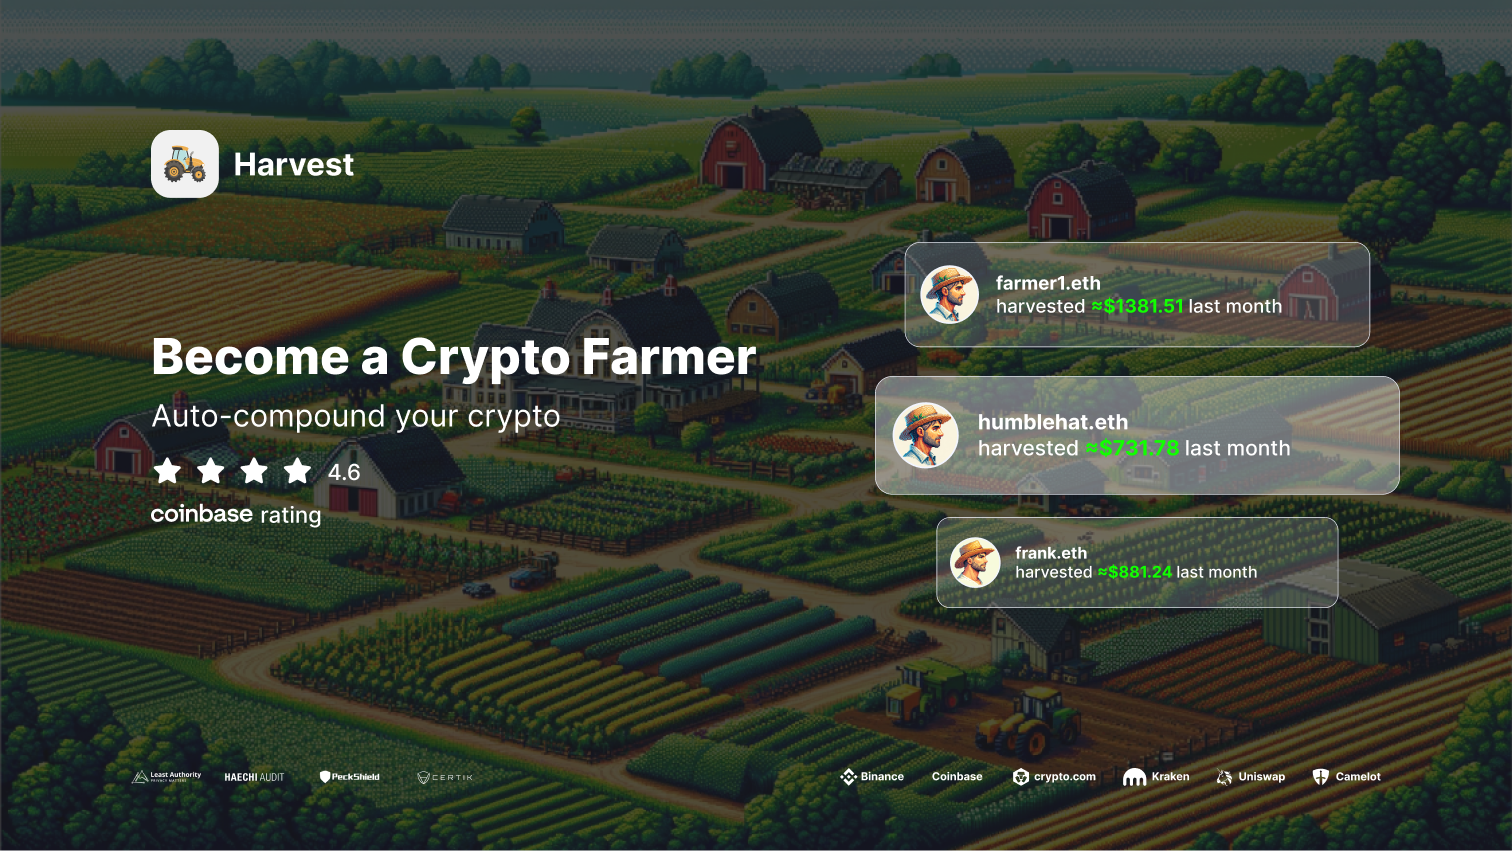 Harvest
Become a Crypto Farmer
Auto-compound your crypto
4.6
coinbase rating
farmer1.eth
harvested ≈$1381.51 last month
humblehat.eth
harvested ≈$731.78 last month
frank.eth
harvested ≈$881.24 last month
Least Authority
PRIVACY MATTERS
HAECHI AUDIT
PeckShield
CERTIK
Binance
Coinbase
crypto.com
Kraken
Uniswap
Camelot